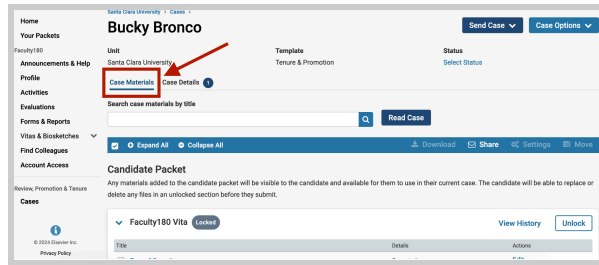 Home
Your Packets
Faculty180
Announcements & Help
Profile
Activities
Evaluations
Forms & Reports
Vitas & Biosketches
Find Colleagues
Account Access
Review, Promotion & Tenure
Cases
© 2024 Elsevier Inc.
Privacy Policy
Santa Clara University > Cases >
Bucky Bronco
Send Case
Case Options
Unit
Template
Status
Santa Clara University
Tenure & Promotion
Select Status
Case Materials
Case Details 1
Search case materials by title
Read Case
Expand All
Collapse All
Download
Share
Settings
Move
Candidate Packet
Any materials added to the candidate packet will be visible to the candidate and available for them to use in their current case. The candidate will be able to replace or
delete any files in an unlocked section before they submit.
Faculty180 Vita Locked
View History
Unlock
Title
Details
Actions